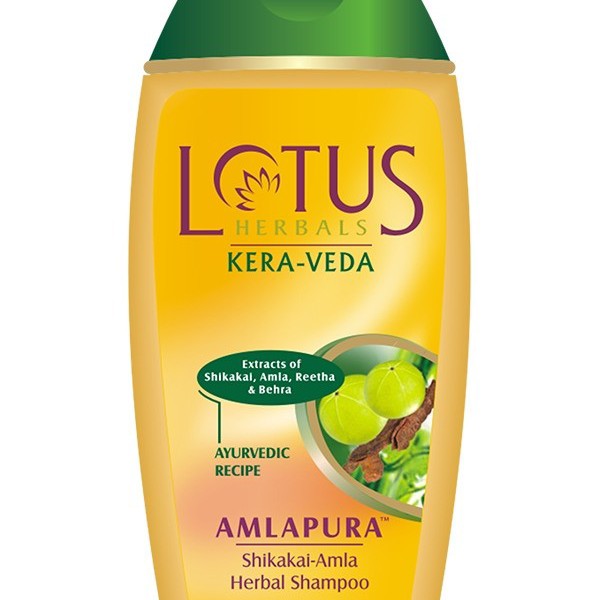 LOTUS
HERBALS
KERA-VEDA
Extracts of
Shikakai, Amla, Reetha
& Behra
AYURVEDIC
RECIPE
AMLAPURA™
Shikakai-Amla
Herbal Shampoo